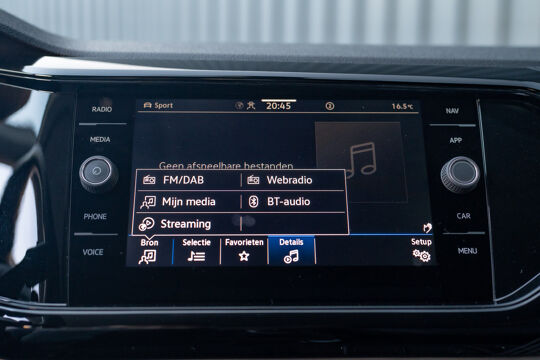 RADIO
MEDIA
PHONE
VOICE
Sport
20:45
16.5°C
Geen afspeelbare bestanden
FM/DAB
Webradio
Mijn media
BT-audio
Streaming
Bron
Selectie
Favorieten
Details
Setup
NAV
APP
CAR
MENU